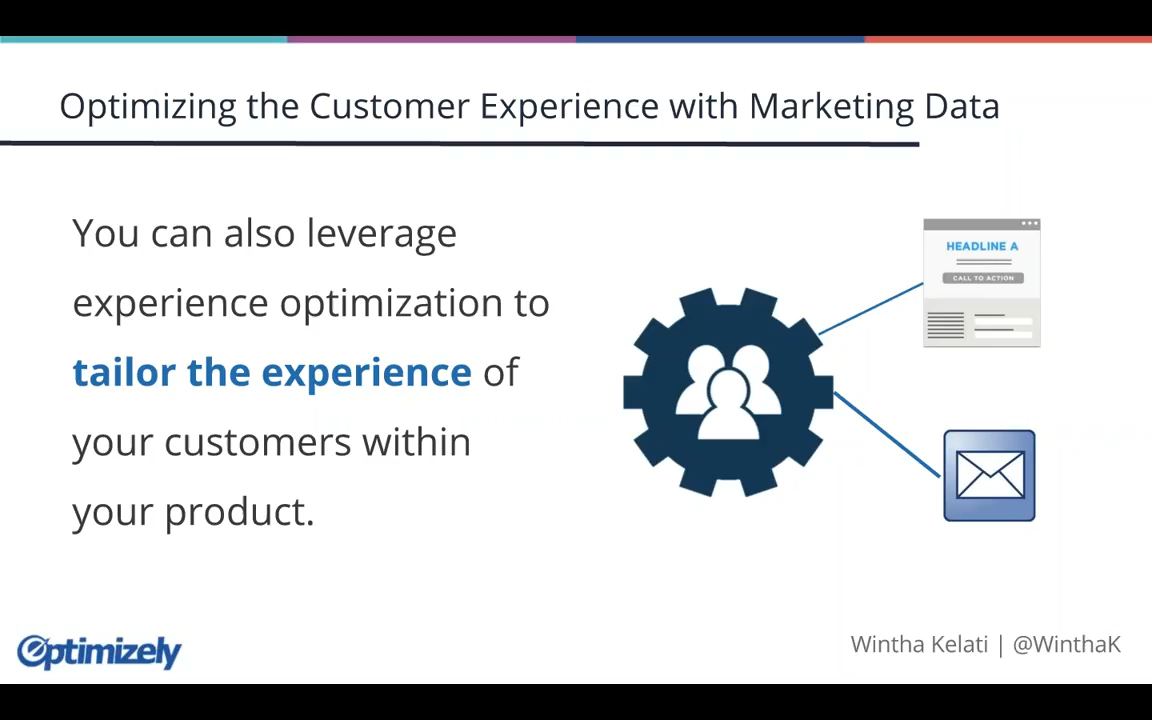 Optimizing the Customer Experience with Marketing Data
You can also leverage
experience optimization to
tailor the experience of
your customers within
your product.
HEADLINE A
CALL TO ACTION
Optimizely
Wintha Kelati | @WinthaK